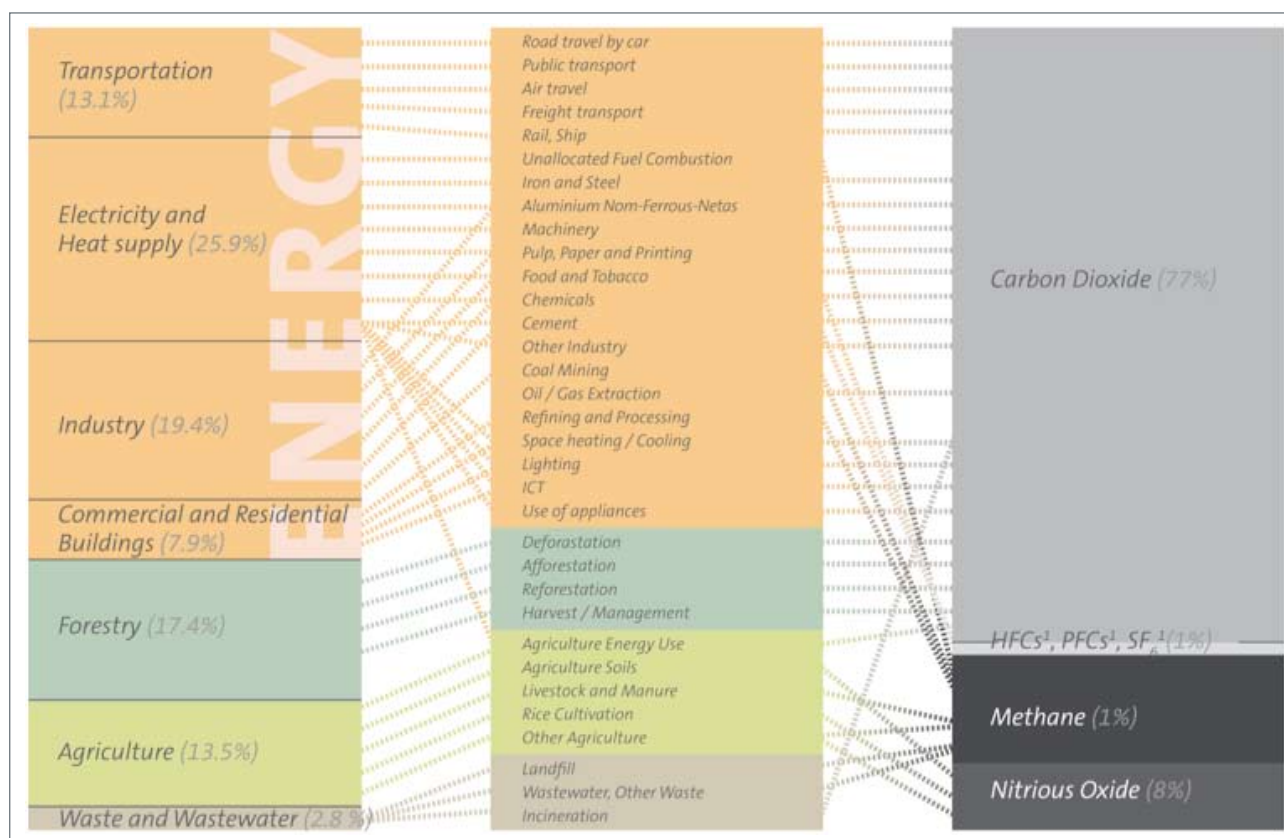 ENERGY
Transportation
(13.1%)
Electricity and
Heat supply (25.9%)
Industry (19.4%)
Commercial and Residential
Buildings (7.9%)
Forestry (17.4%)
Agriculture (13.5%)
Waste and Wastewater (2.8 %)
Road travel by car
Public transport
Air travel
Freight transport
Rail, Ship
Unallocated Fuel Combustion
Iron and Steel
Aluminium Nom-Ferrous-Netas
Machinery
Pulp, Paper and Printing
Food and Tobacco
Chemicals
Cement
Other Industry
Coal Mining
Oil / Gas Extraction
Refining and Processing
Space heating / Cooling
Lighting
ICT
Use of appliances
Deforastation
Afforestation
Reforestation
Harvest / Management
Agriculture Energy Use
Agriculture Soils
Livestock and Manure
Rice Cultivation
Other Agriculture
Landfill
Wastewater, Other Waste
Incineration
Carbon Dioxide (77%)
HFCs¹, PFCs¹, SF₆¹(1%)
Methane (1%)
Nitrious Oxide (8%)